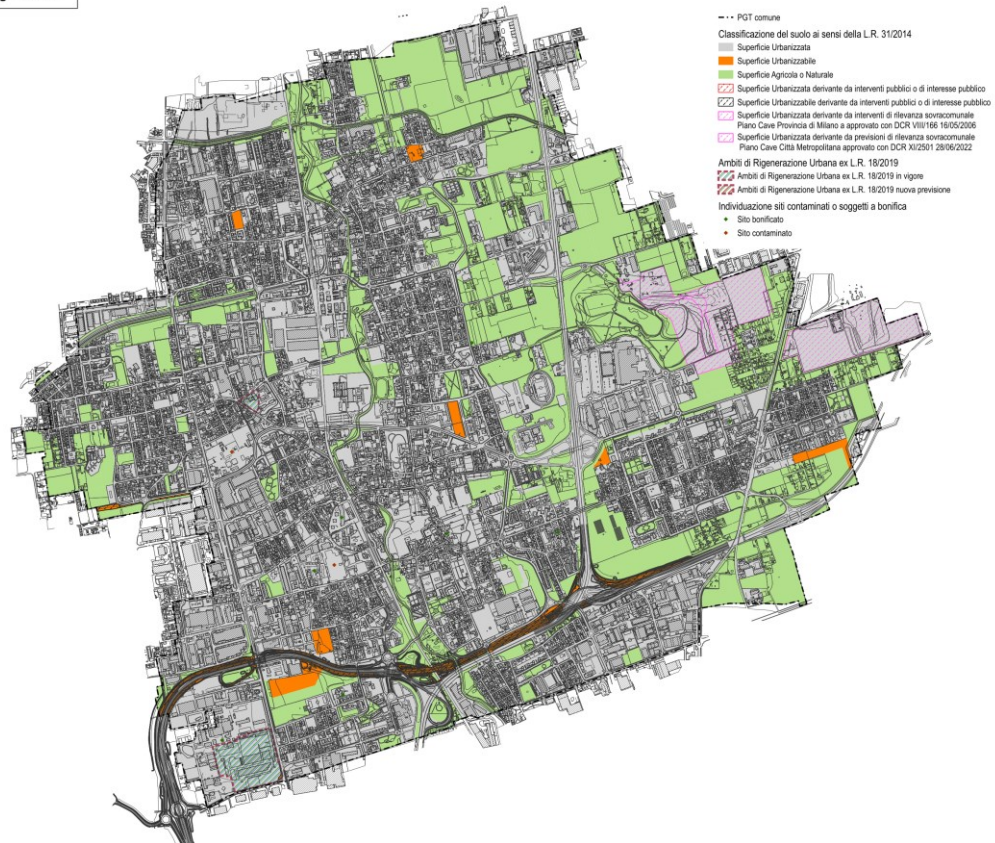 PGT comune
Classificazione del suolo ai sensi della L.R. 31/2014
Superficie Urbanizzata
Superficie Urbanizzabile
Superficie Agricola o Naturale
Superficie Urbanizzata derivante da interventi pubblici o di interesse pubblico
Superficie Urbanizzabile derivante da interventi pubblici o di interesse pubblico
Superficie Urbanizzata derivante da interventi di rilevanza sovracomunale
Piano Cave Provincia di Milano a approvato con DCR VIII/166 16/05/2006
Superficie Urbanizzata derivante da previsioni di rilevanza sovracomunale
Piano Cave Città Metropolitana approvato con DCR XI/2501 28/06/2022
Ambiti di Rigenerazione Urbana ex L.R. 18/2019
Ambiti di Rigenerazione Urbana ex L.R. 18/2019 in vigore
Ambiti di Rigenerazione Urbana ex L.R. 18/2019 nuova previsione
Individuazione siti contaminati o soggetti a bonifica
Sito bonificato
Sito contaminato